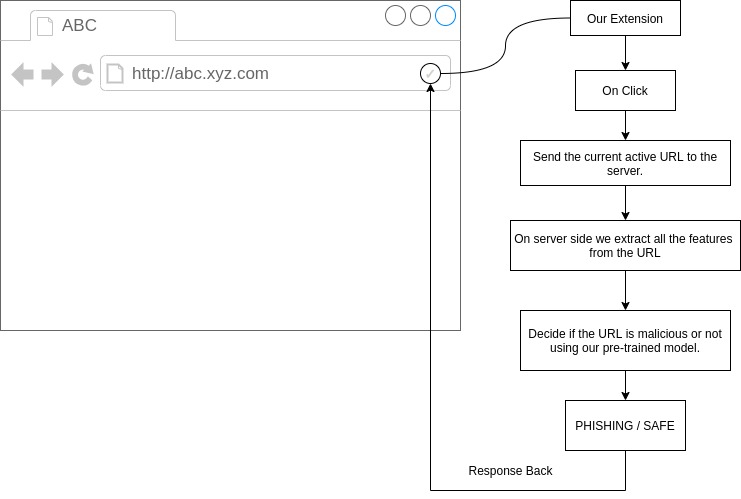 ABC
http://abc.xyz.com
Our Extension
On Click
Send the current active URL to the
server.
On server side we extract all the features
from the URL
Decide if the URL is malicious or not
using our pre-trained model.
PHISHING / SAFE
Response Back